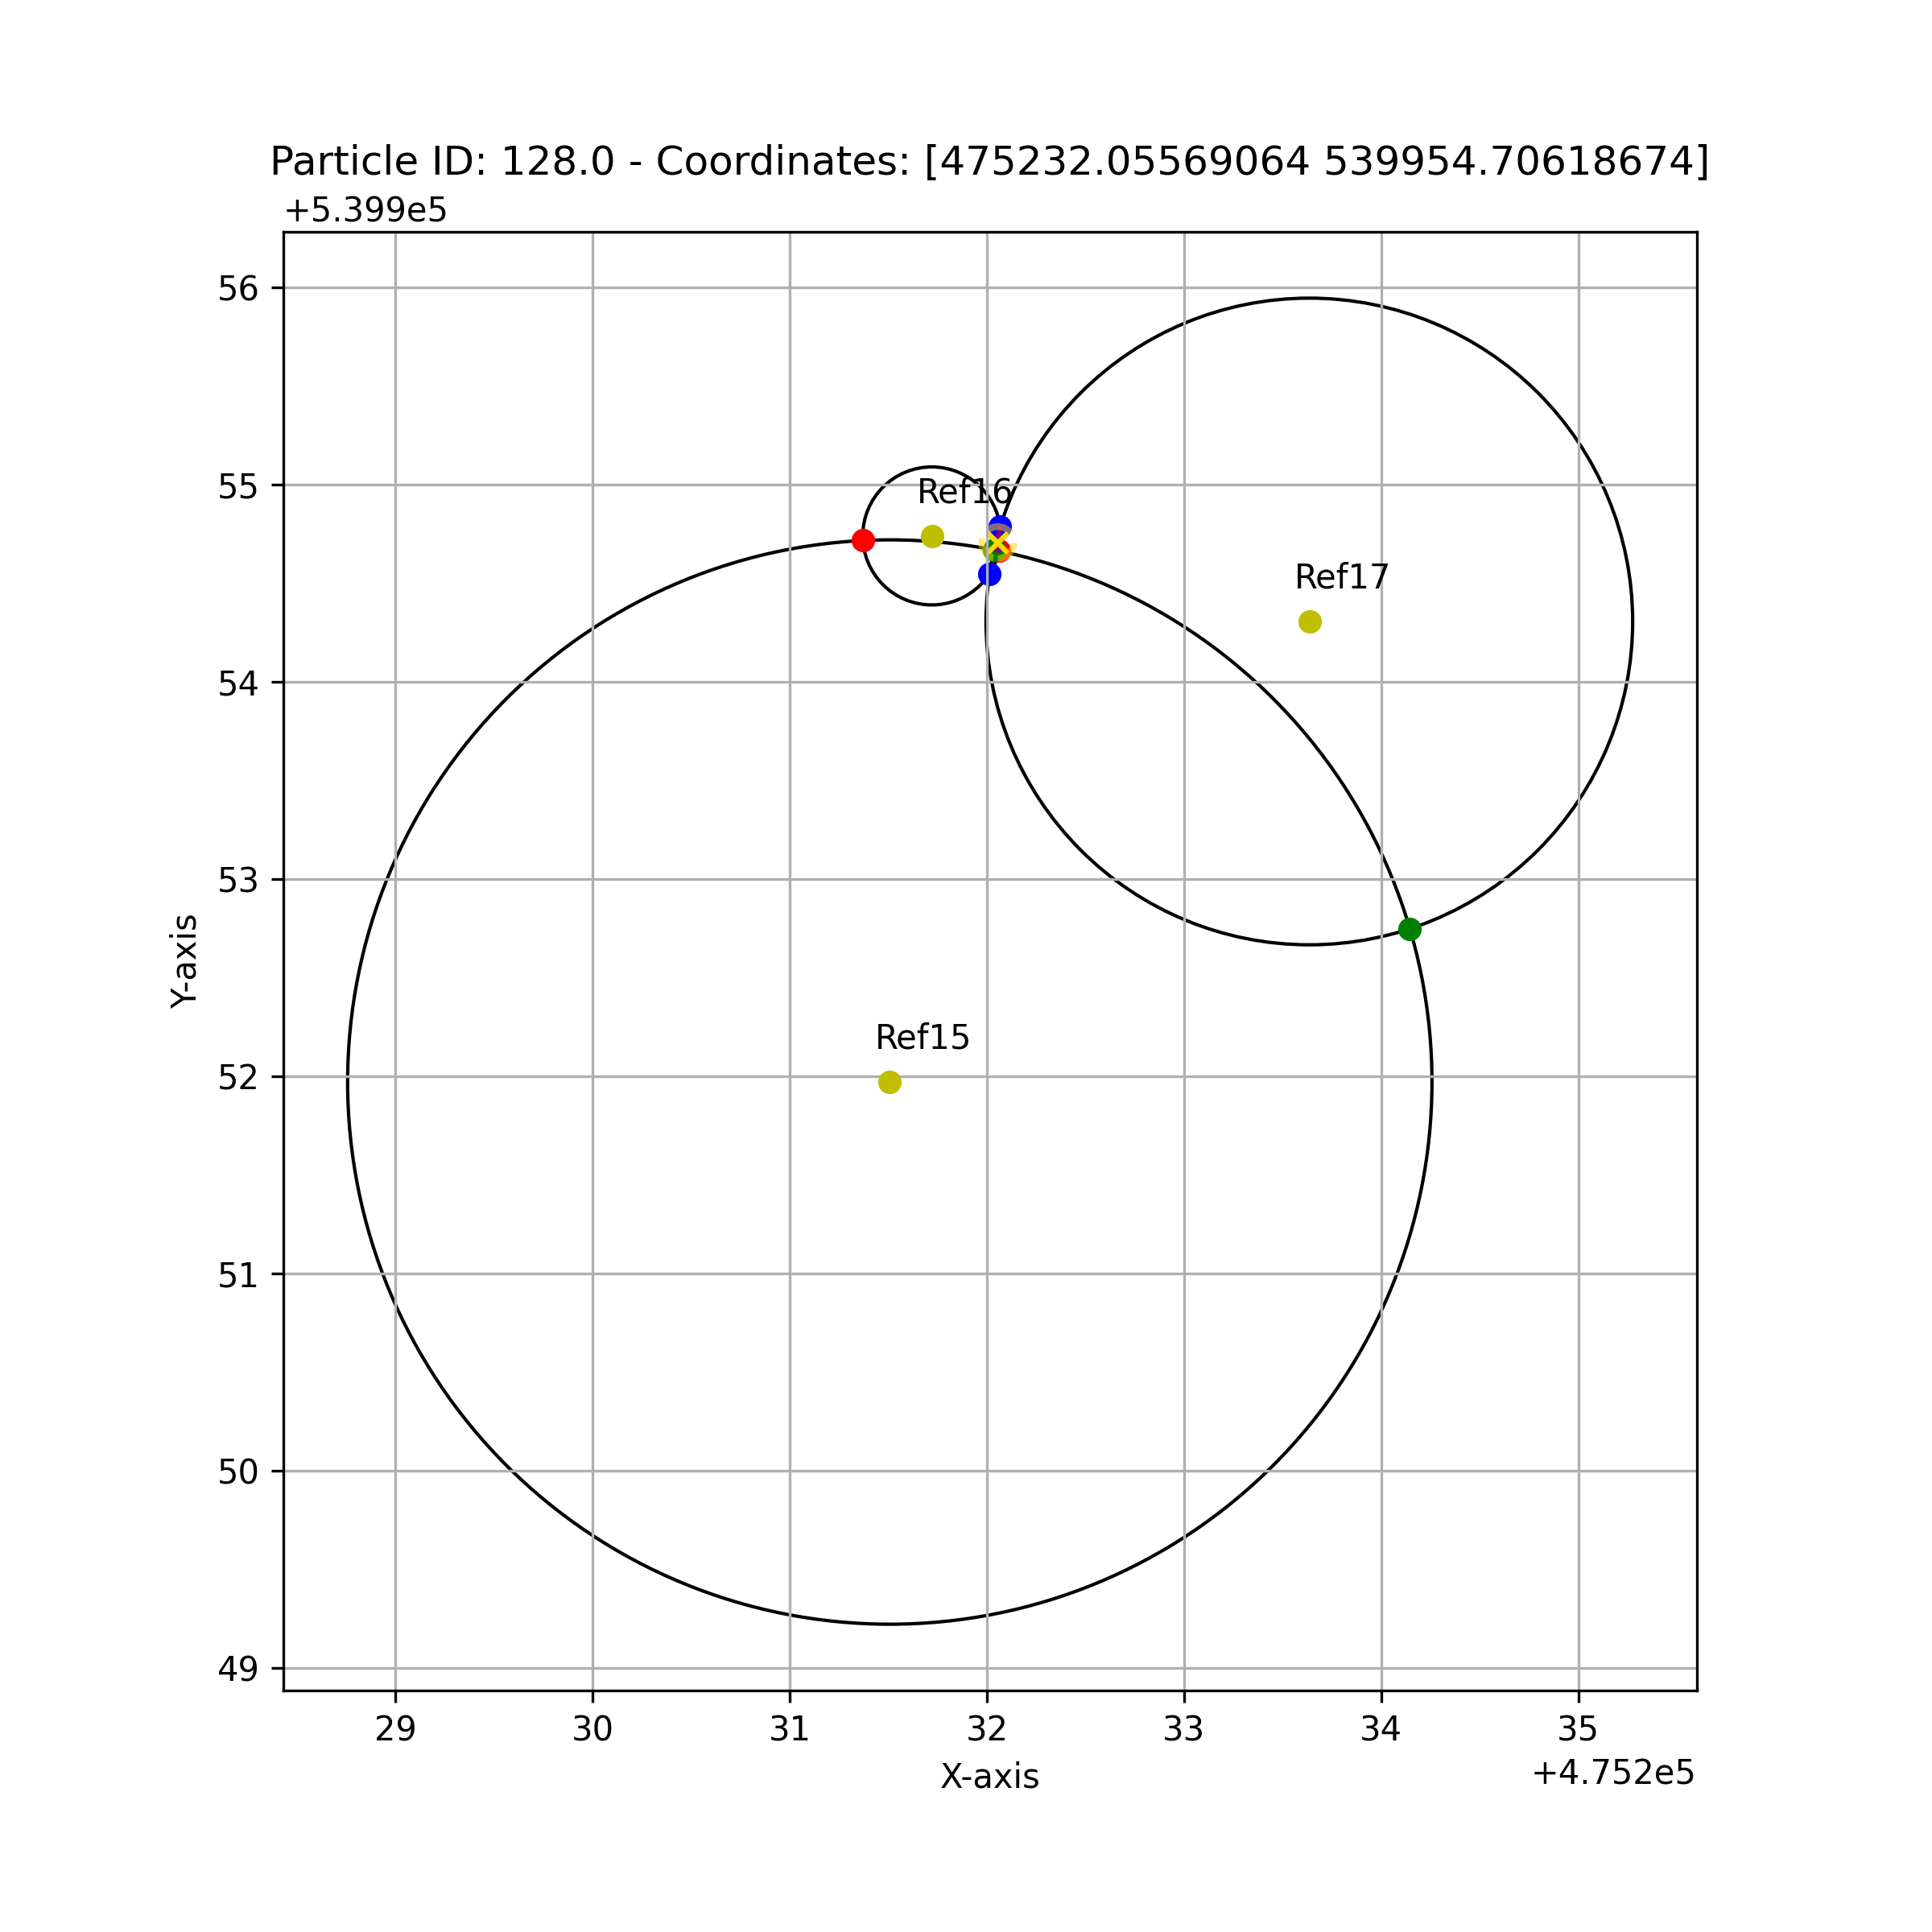 Particle ID: 128.0 - Coordinates: [475232.05569064 539954.70618674]
+5.399e5
56
55
54
53
52
51
50
49
Y-axis
Ref16
Ref17
Ref15
29 30 31 32 33 34 35
X-axis
+4.752e5